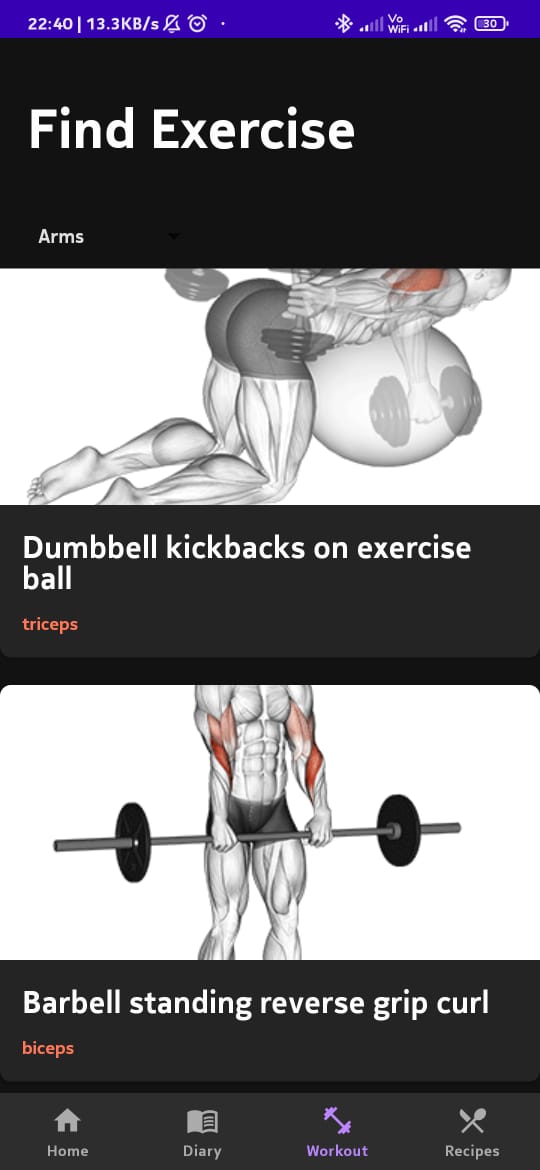 22:40 | 13.3KB/s
Vo
WiFi
30
Find Exercise
Arms
Dumbbell kickbacks on exercise
ball
triceps
Barbell standing reverse grip curl
biceps
Home Diary Workout Recipes